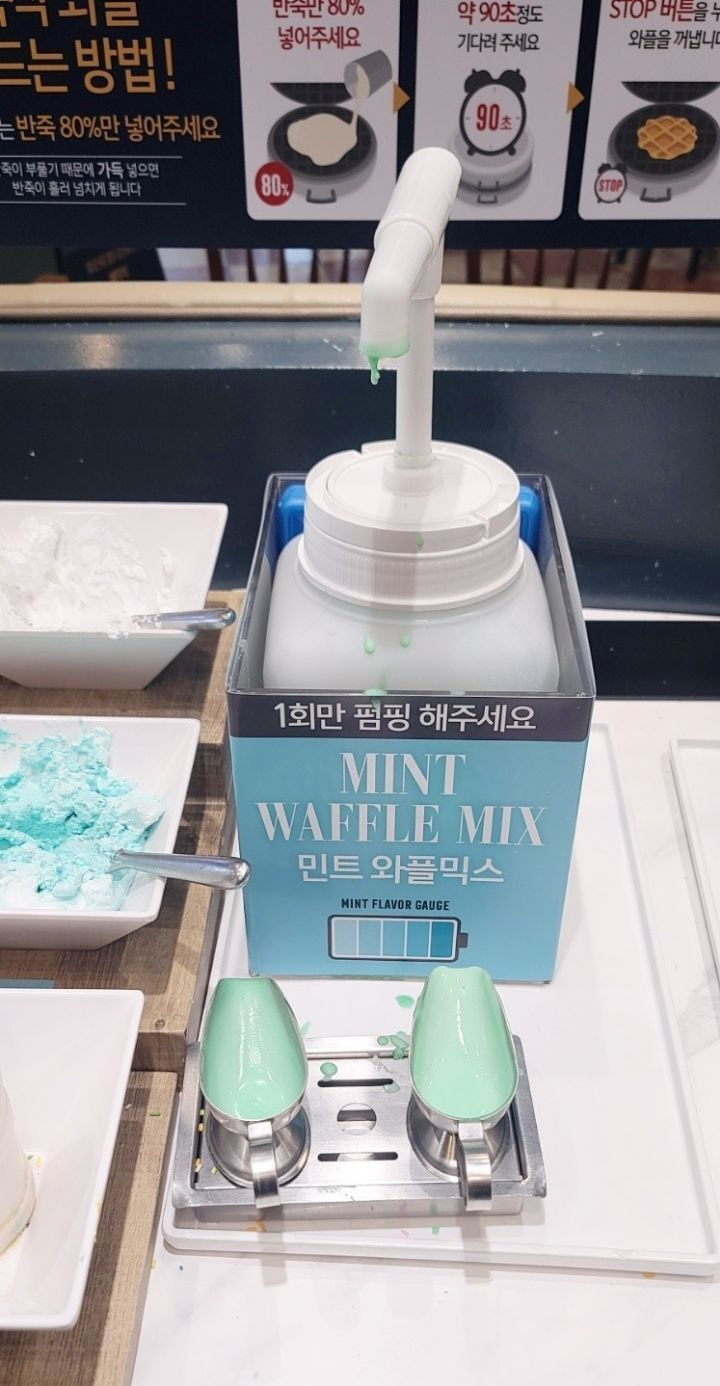 드는 방법!
는 반죽 80%만 넣어주세요
반죽이 부풀기 때문에 가득 넣으면
반죽이 흘러 넘치게 됩니다
반죽만 80%
넣어주세요
80%
약 90초정도
기다려 주세요
90초
STOP 버튼을
와플을 꺼냅니다
STOP
1회만 펌핑 해주세요
MINT
WAFFLE MIX
민트 와플믹스
MINT FLAVOR GAUGE